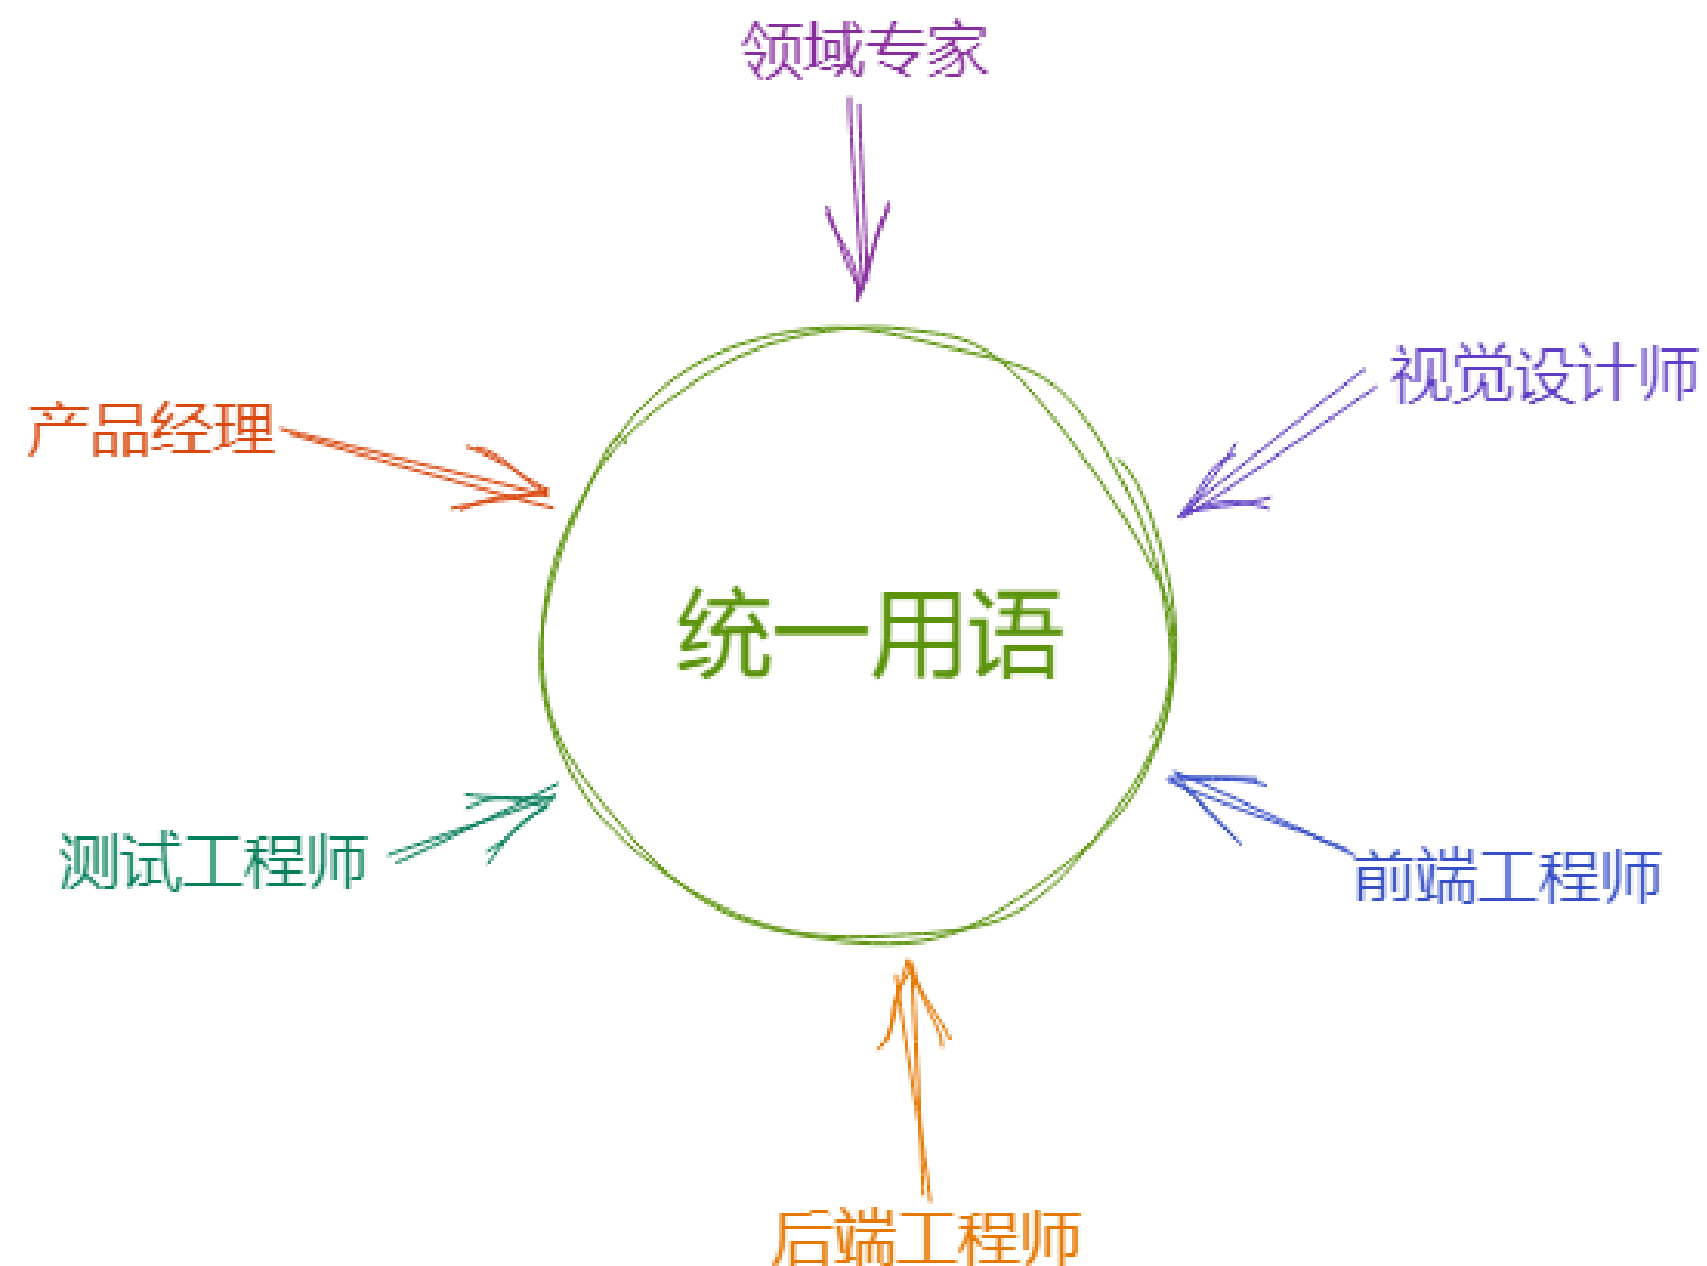 领域专家
视觉设计师
产品经理
统一用语
测试工程师
前端工程师
后端工程师